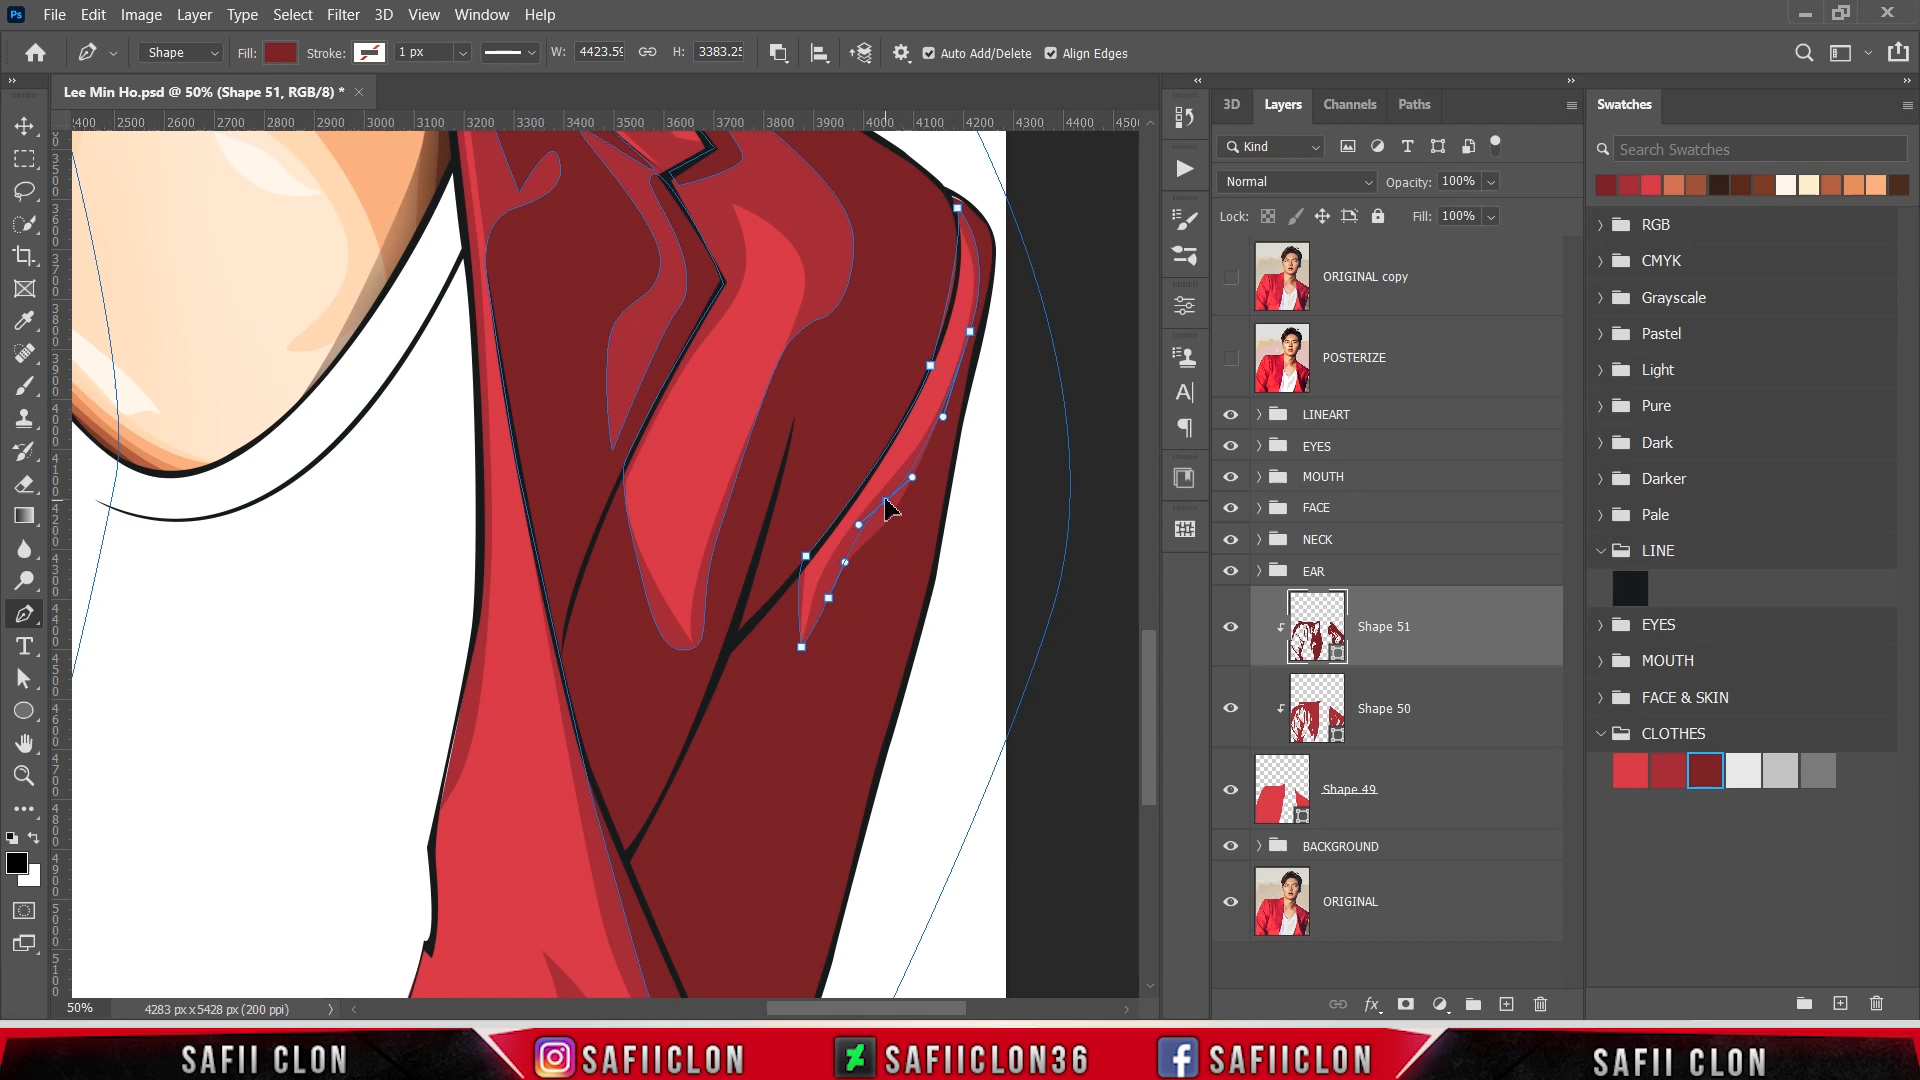 Ps File Edit Image Layer Type Select Filter 3D View Window Help
Shape Fill: Stroke: 1 px W: 4423.59 H: 3383.25 Auto Add/Delete Align Edges
Lee Min Ho.psd @ 50% (Shape 51, RGB/8) *
2400 2500 2600 2700 2800 2900 3000 3100 3200 3300 3400 3500 3600 3700 3800 3900 4000 4100 4200 4300 4400 450
3D Layers Channels Paths
Kind
Normal Opacity: 100%
Lock: Fill: 100%
ORIGINAL copy
POSTERIZE
LINEART
EYES
MOUTH
FACE
NECK
EAR
Shape 51
Shape 50
Shape 49
BACKGROUND
ORIGINAL
Swatches
Search Swatches
RGB
CMYK
Grayscale
Pastel
Light
Pure
Dark
Darker
Pale
LINE
EYES
MOUTH
FACE & SKIN
CLOTHES
50% 4283 px x 5428 px (200 ppi)
SAFII CLON SAFIICLON SAFIICLON36 SAFIICLON SAFII CLON